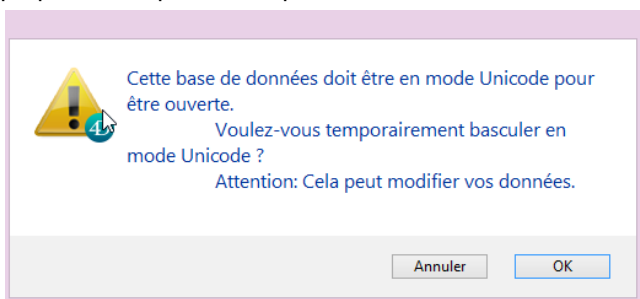 Cette base de données doit être en mode Unicode pour
être ouverte.
Voulez-vous temporairement basculer en
mode Unicode ?
Attention: Cela peut modifier vos données.
4D
Annuler OK